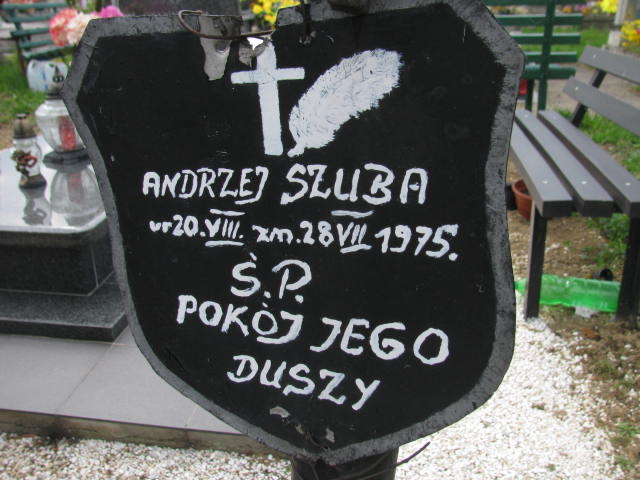 ANDRZEJ SZUBA
ur 20. VIII. zm. 28 VII 1975.
Ś.P.
POKÓJ JEGO
DUSZY